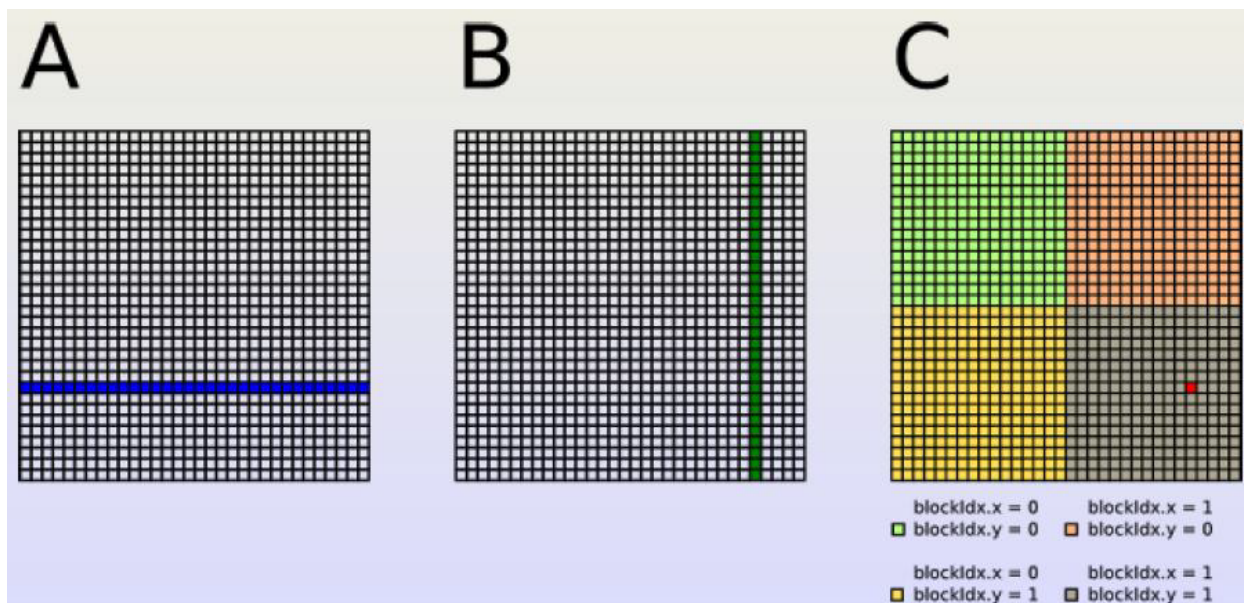 A B C
blockIdx.x = 0 blockIdx.x = 1
blockIdx.y = 0 blockIdx.y = 0
blockIdx.x = 0 blockIdx.x = 1
blockIdx.y = 1 blockIdx.y = 1